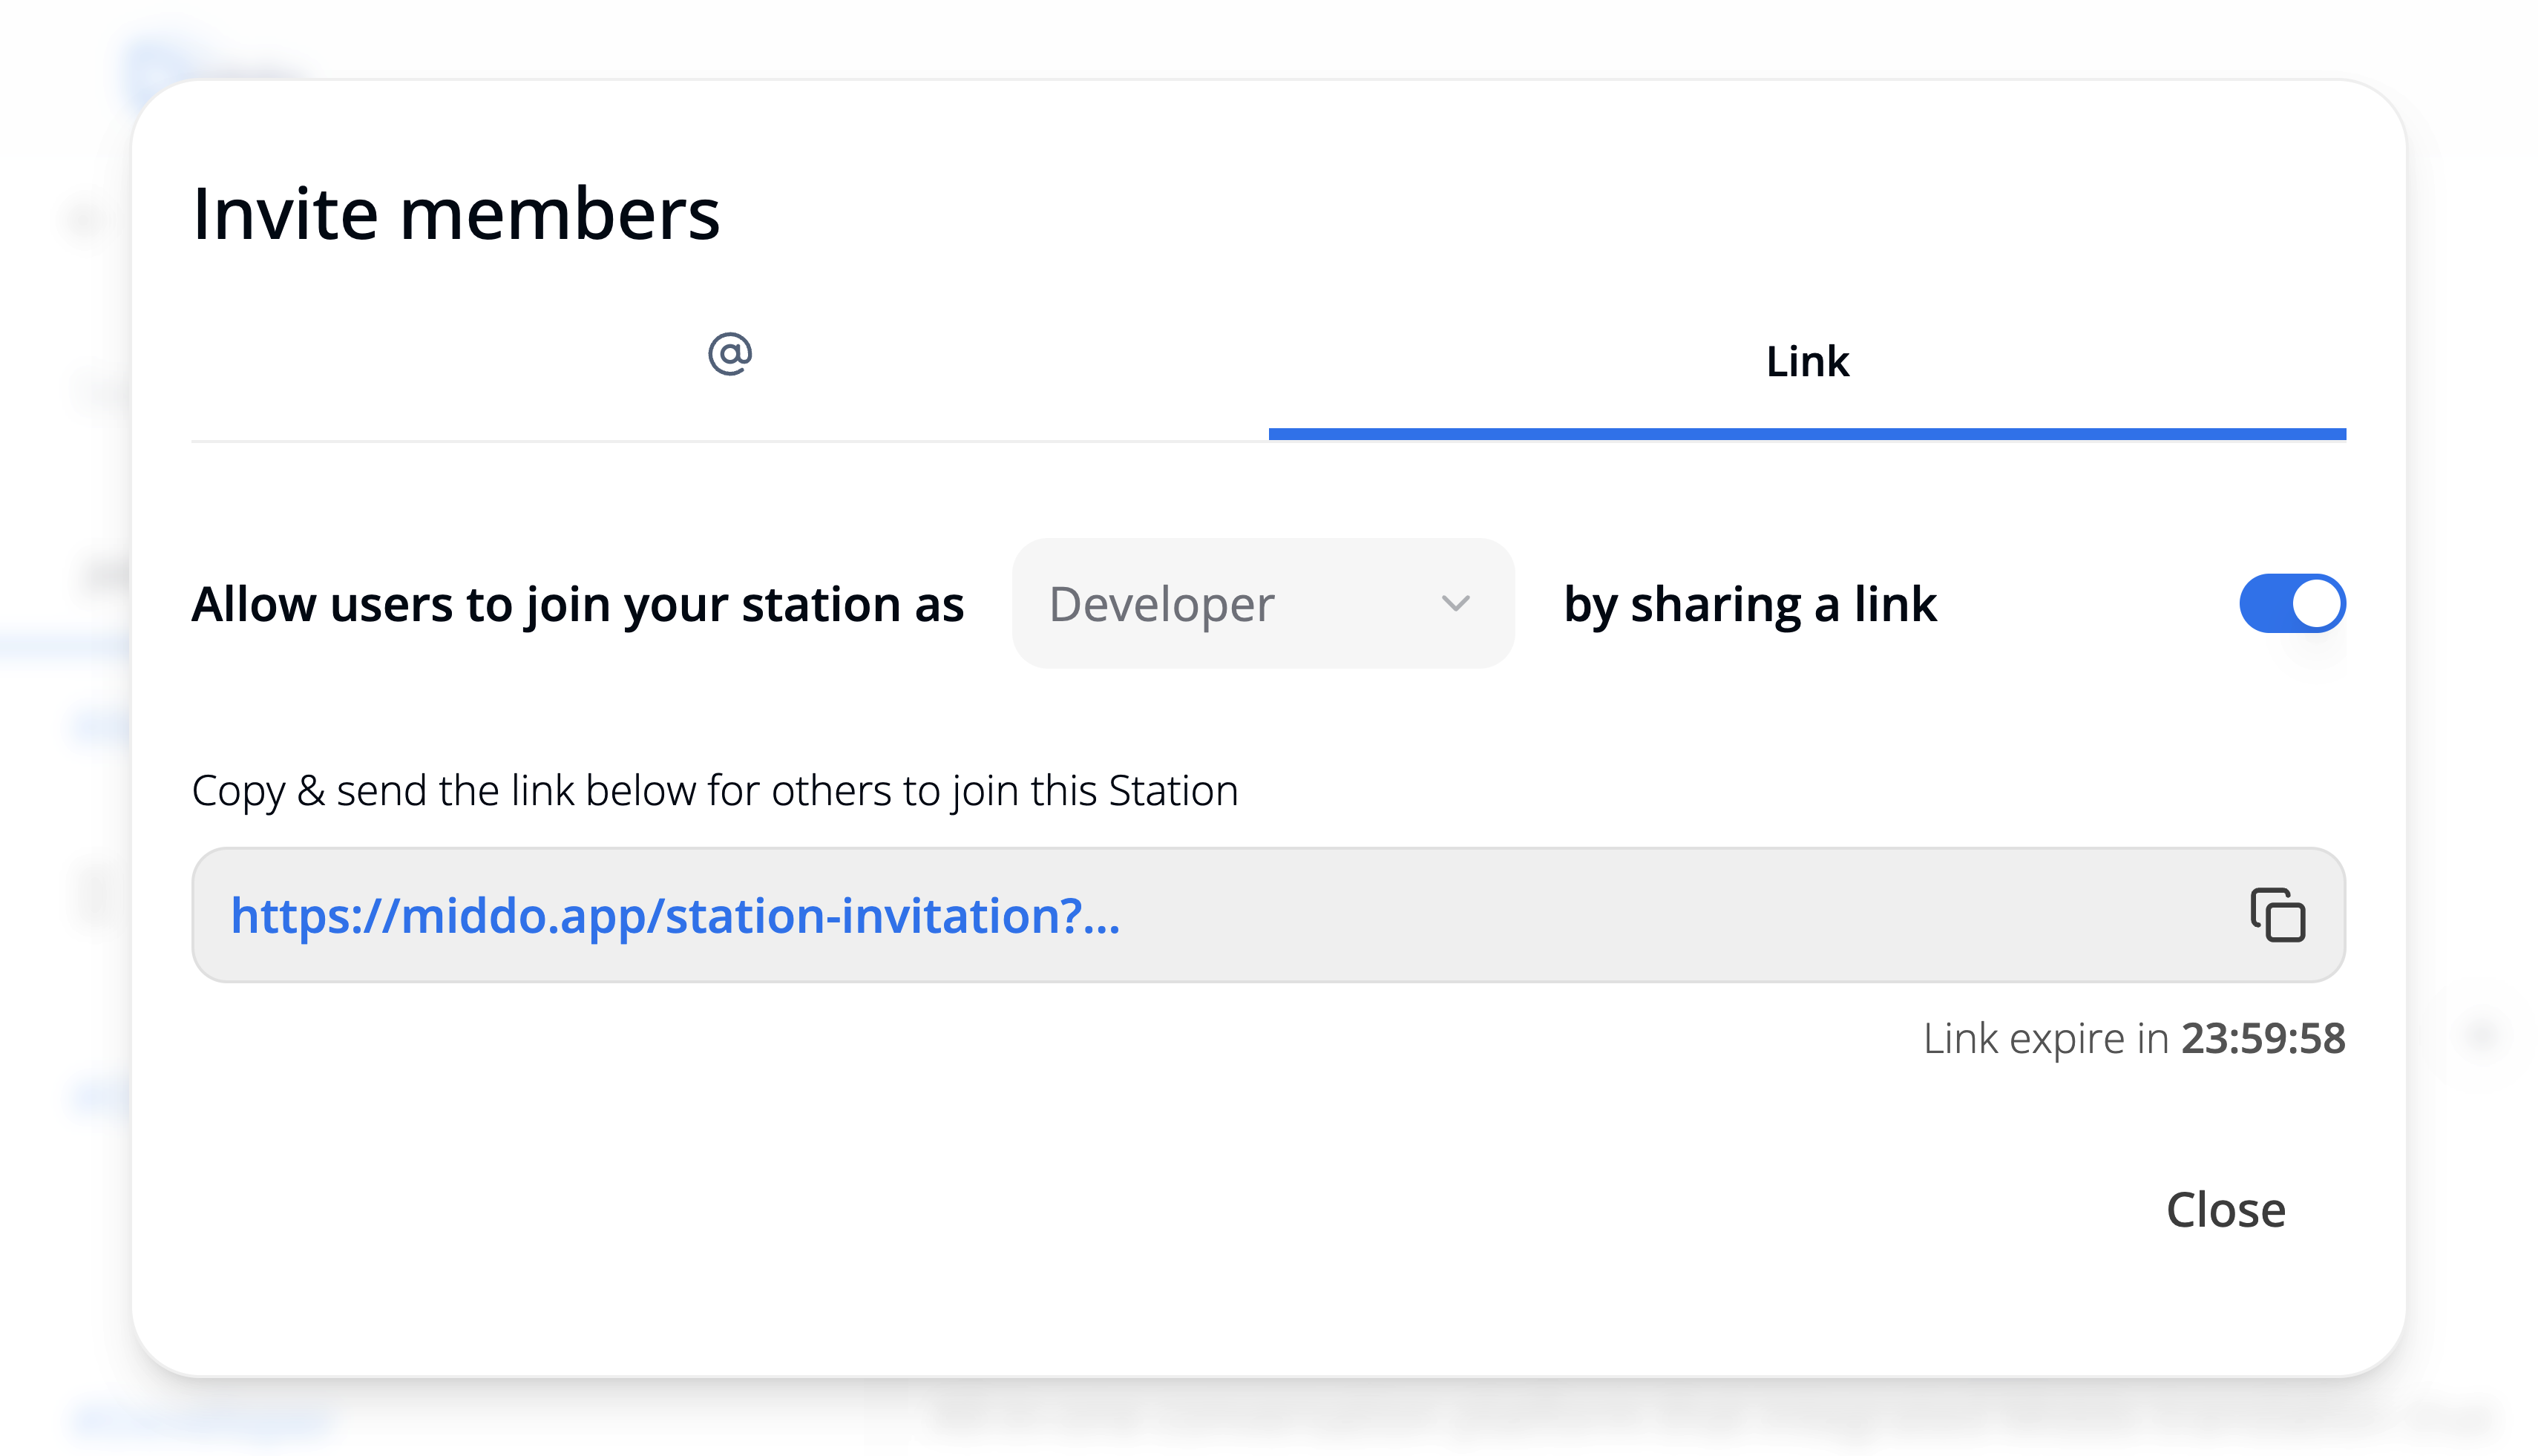 Invite members
@
Link
Allow users to join your station as Developer by sharing a link
Copy & send the link below for others to join this Station
https://middo.app/station-invitation?...
Link expire in 23:59:58
Close